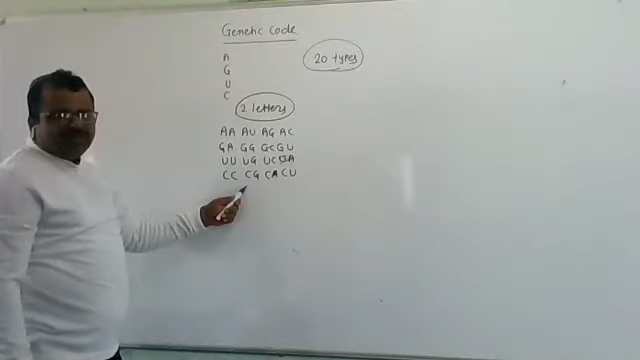 Genetic Code
20 types
A
G
U
C
2 letters
AA AU AG AC
GA GG GC GU
UU UG UC UA
CC CG CA CU